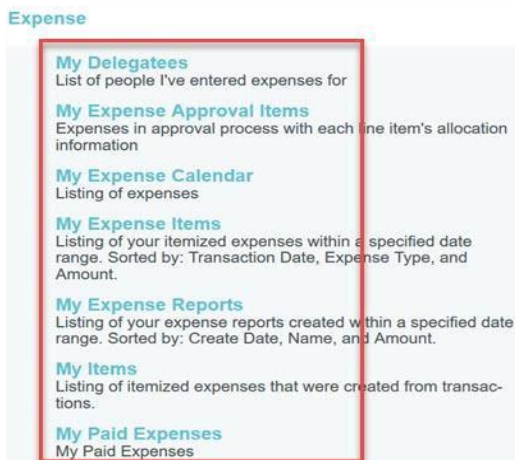 Expense
My Delegatees
List of people I've entered expenses for
My Expense Approval Items
Expenses in approval process with each line item's allocation
information
My Expense Calendar
Listing of expenses
My Expense Items
Listing of your itemized expenses within a specified date
range. Sorted by: Transaction Date, Expense Type, and
Amount.
My Expense Reports
Listing of your expense reports created within a specified date
range. Sorted by: Create Date, Name, and Amount.
My Items
Listing of itemized expenses that were created from transac-
tions.
My Paid Expenses
My Paid Expenses